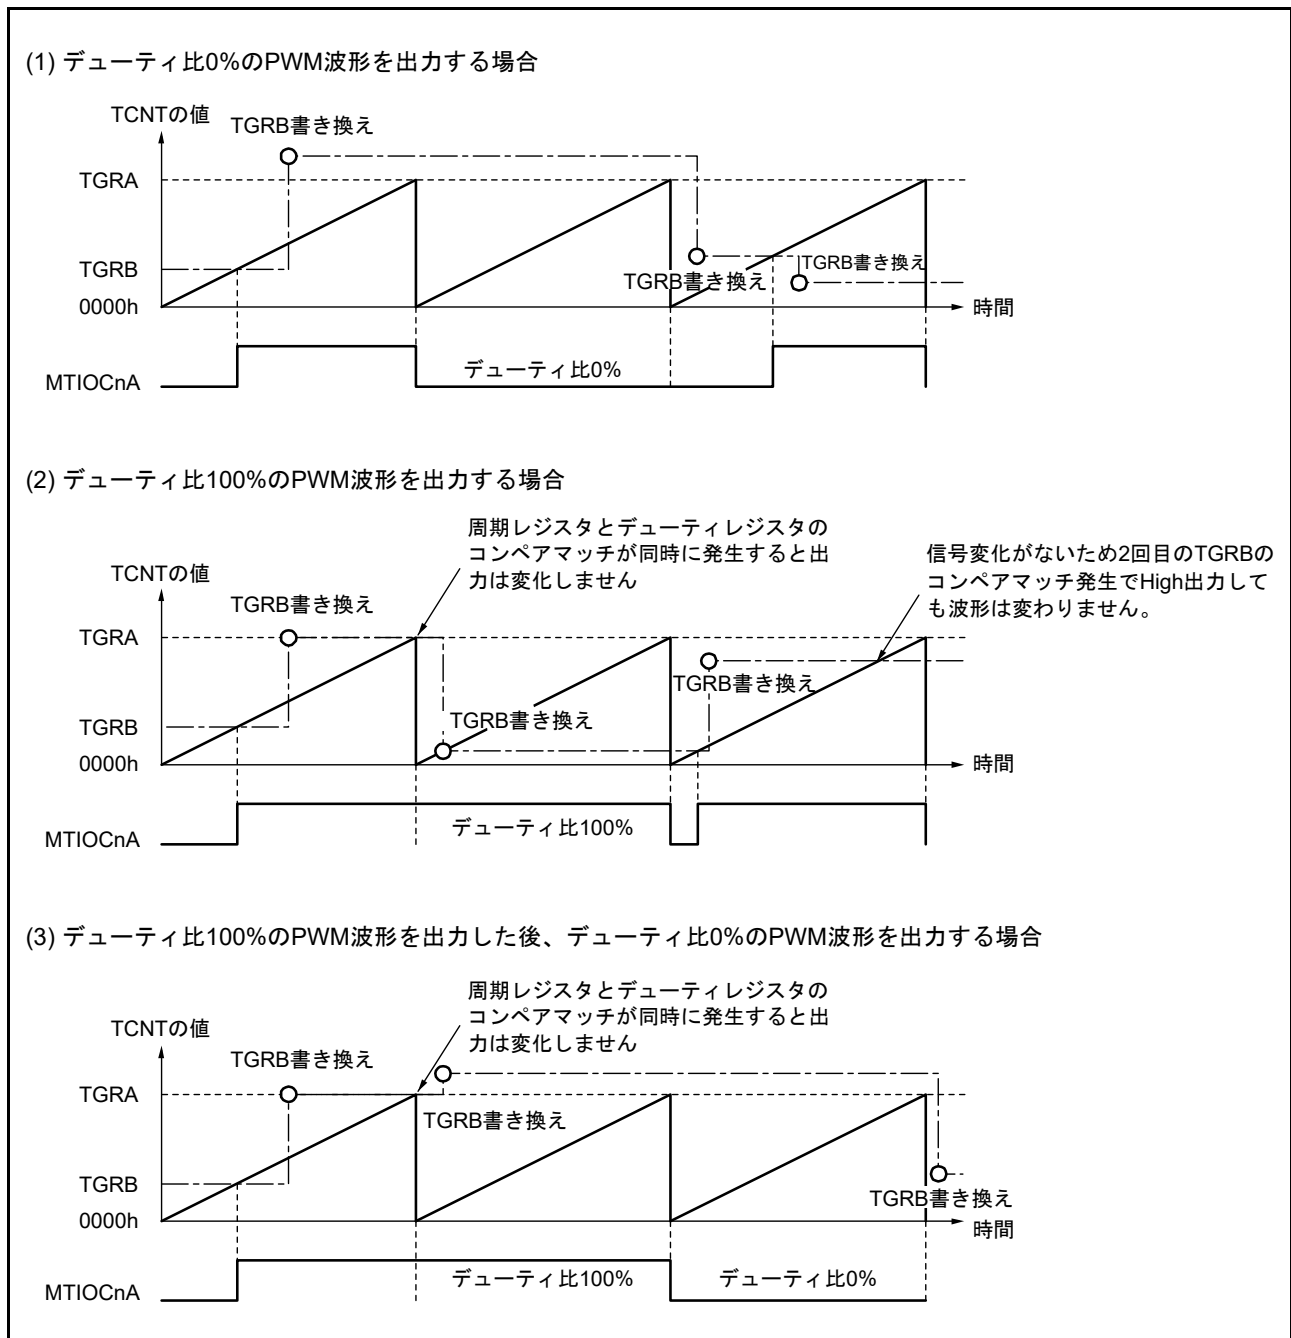 (1) デューティ比0%のPWM波形を出力する場合
TCNTの値
TGRB書き換え
TGRA
TGRB
TGRB書き換え
TGRB書き換え
0000h
時間
MTIOCnA
デューティ比0%
(2) デューティ比100%のPWM波形を出力する場合
周期レジスタとデューティレジスタの
コンペアマッチが同時に発生すると出
力は変化しません
信号変化がないため2回目のTGRBの
コンペアマッチ発生でHigh出力して
も波形は変わりません。
TCNTの値
TGRB書き換え
TGRA
TGRB書き換え
TGRB書き換え
TGRB
0000h
時間
MTIOCnA
デューティ比100%
(3) デューティ比100%のPWM波形を出力した後、デューティ比0%のPWM波形を出力する場合
周期レジスタとデューティレジスタの
コンペアマッチが同時に発生すると出
力は変化しません
TCNTの値
TGRB書き換え
TGRA
TGRB書き換え
TGRB
TGRB書き換え
0000h
時間
MTIOCnA
デューティ比100%
デューティ比0%